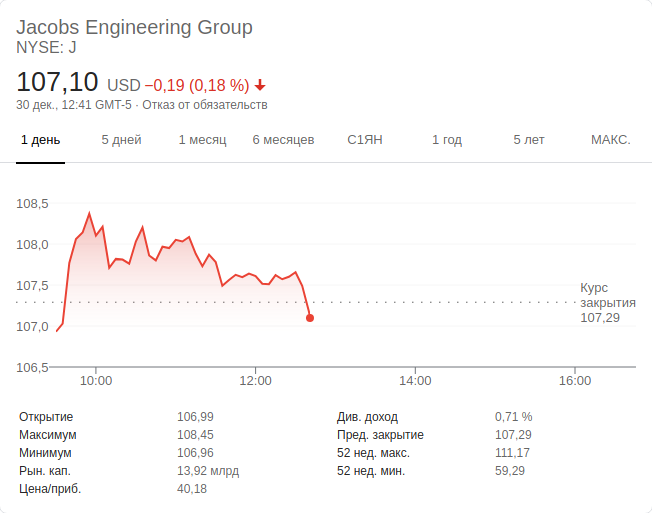 Jacobs Engineering Group
NYSE: J
107,10 USD −0,19 (0,18 %)
30 дек., 12:41 GMT-5 · Отказ от обязательств
1 день 5 дней 1 месяц 6 месяцев С1ЯН 1 год 5 лет МАКС.
108,5
108,0
107,5
107,0
106,5
Курс
закрытия
107,29
10:00 12:00 14:00 16:00
Открытие 106,99 Див. доход 0,71 %
Максимум 108,45 Пред. закрытие 107,29
Минимум 106,96 52 нед. макс. 111,17
Рын. кап. 13,92 млрд 52 нед. мин. 59,29
Цена/приб. 40,18